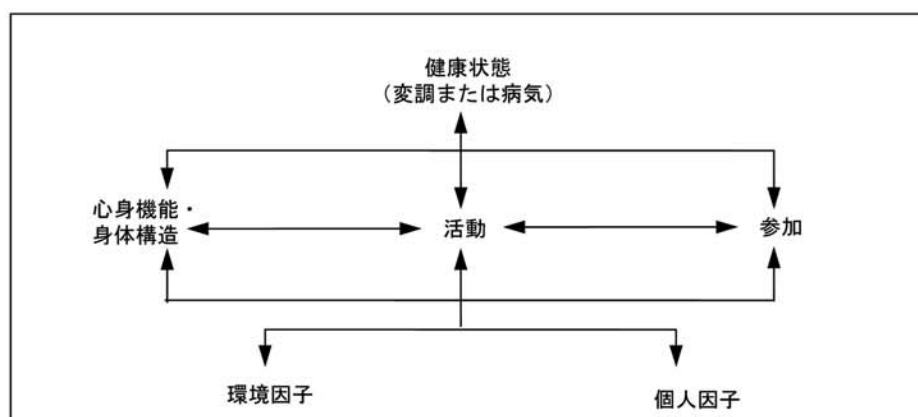 健康状態
(変調または病気)
心身機能・
身体構造
活動
参加
環境因子
個人因子